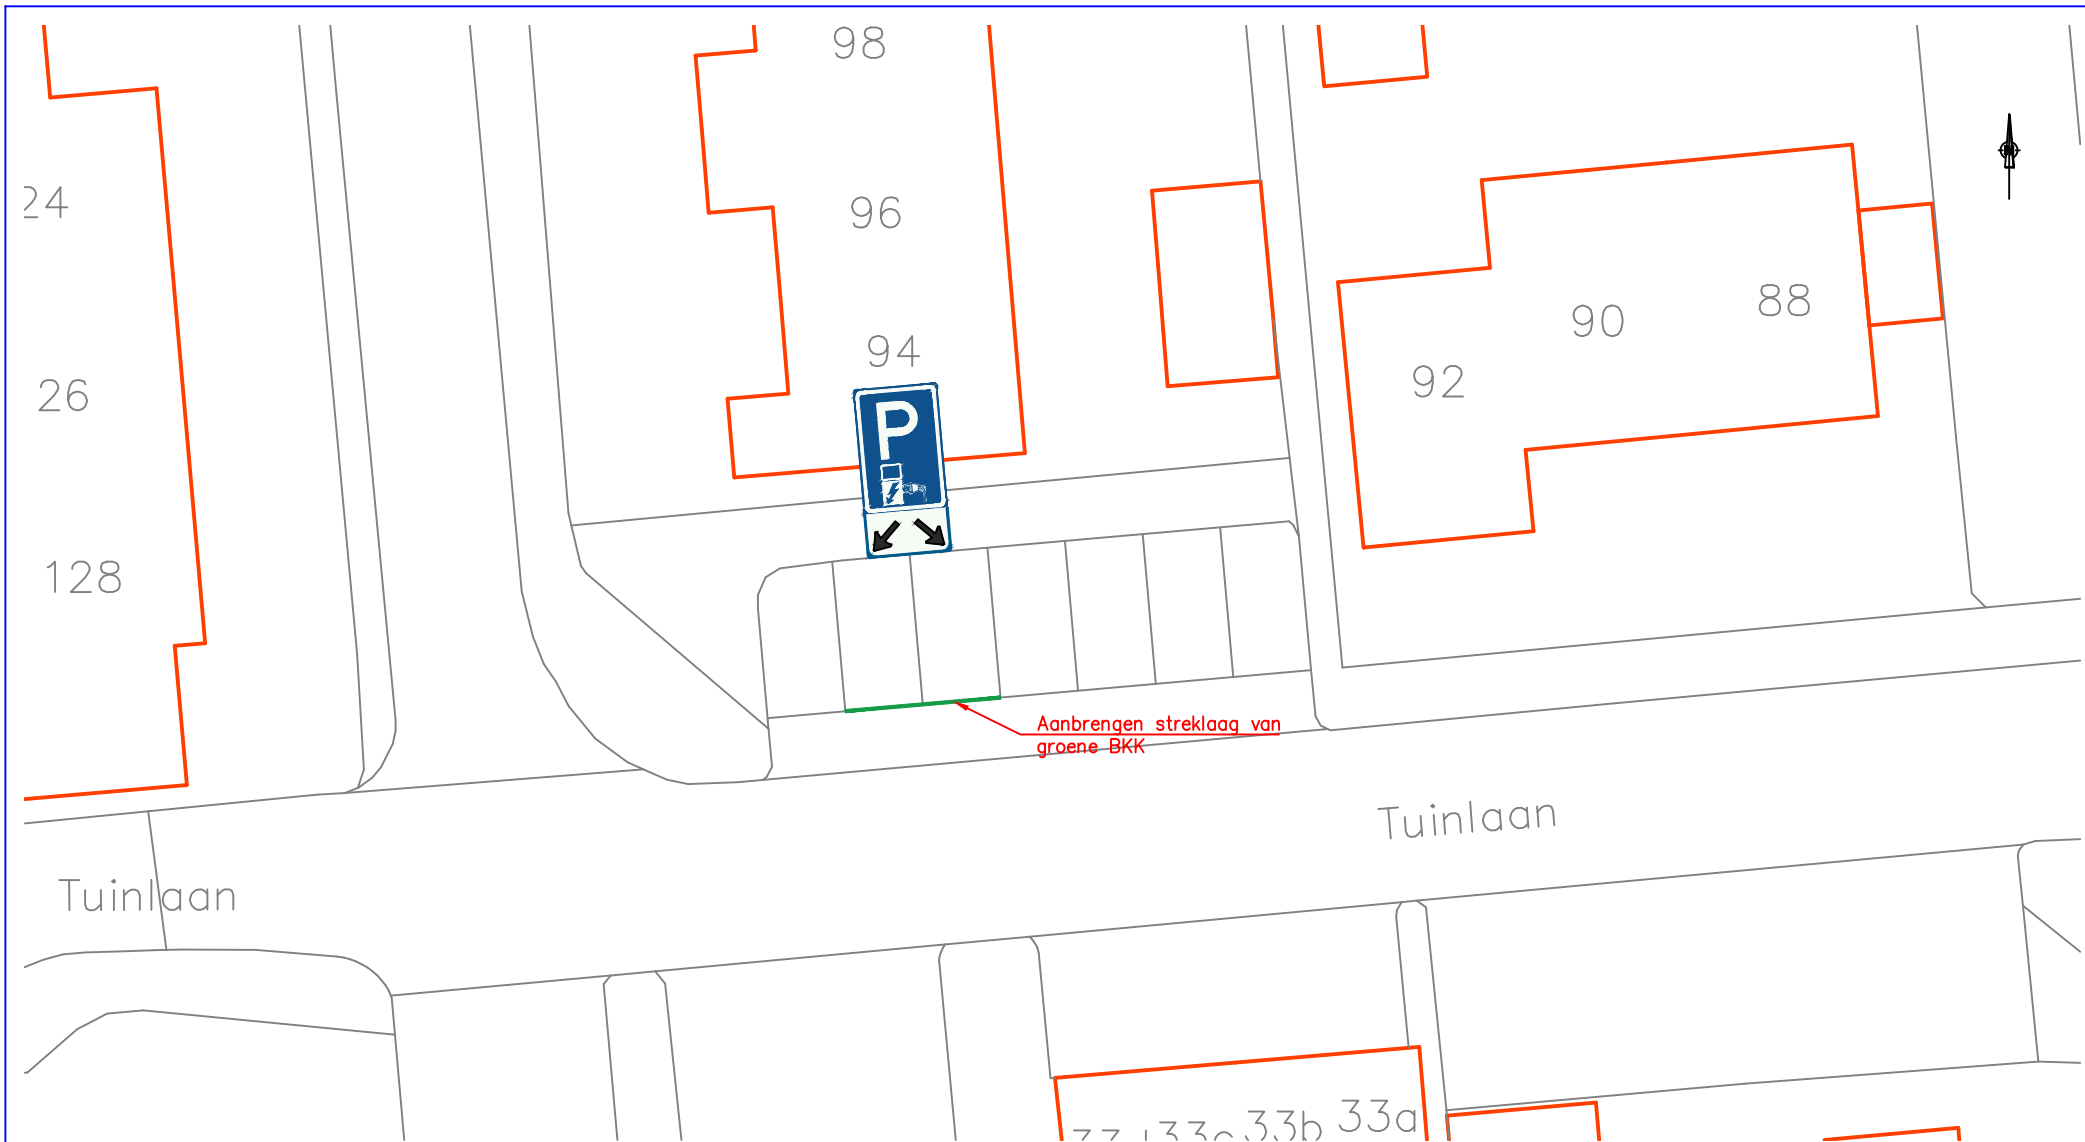 98
24
96
94
90
88
92
26
P
128
Aanbrengen streklaag van
groene BKK
Tuinlaan
Tuinlaan
33b 33a